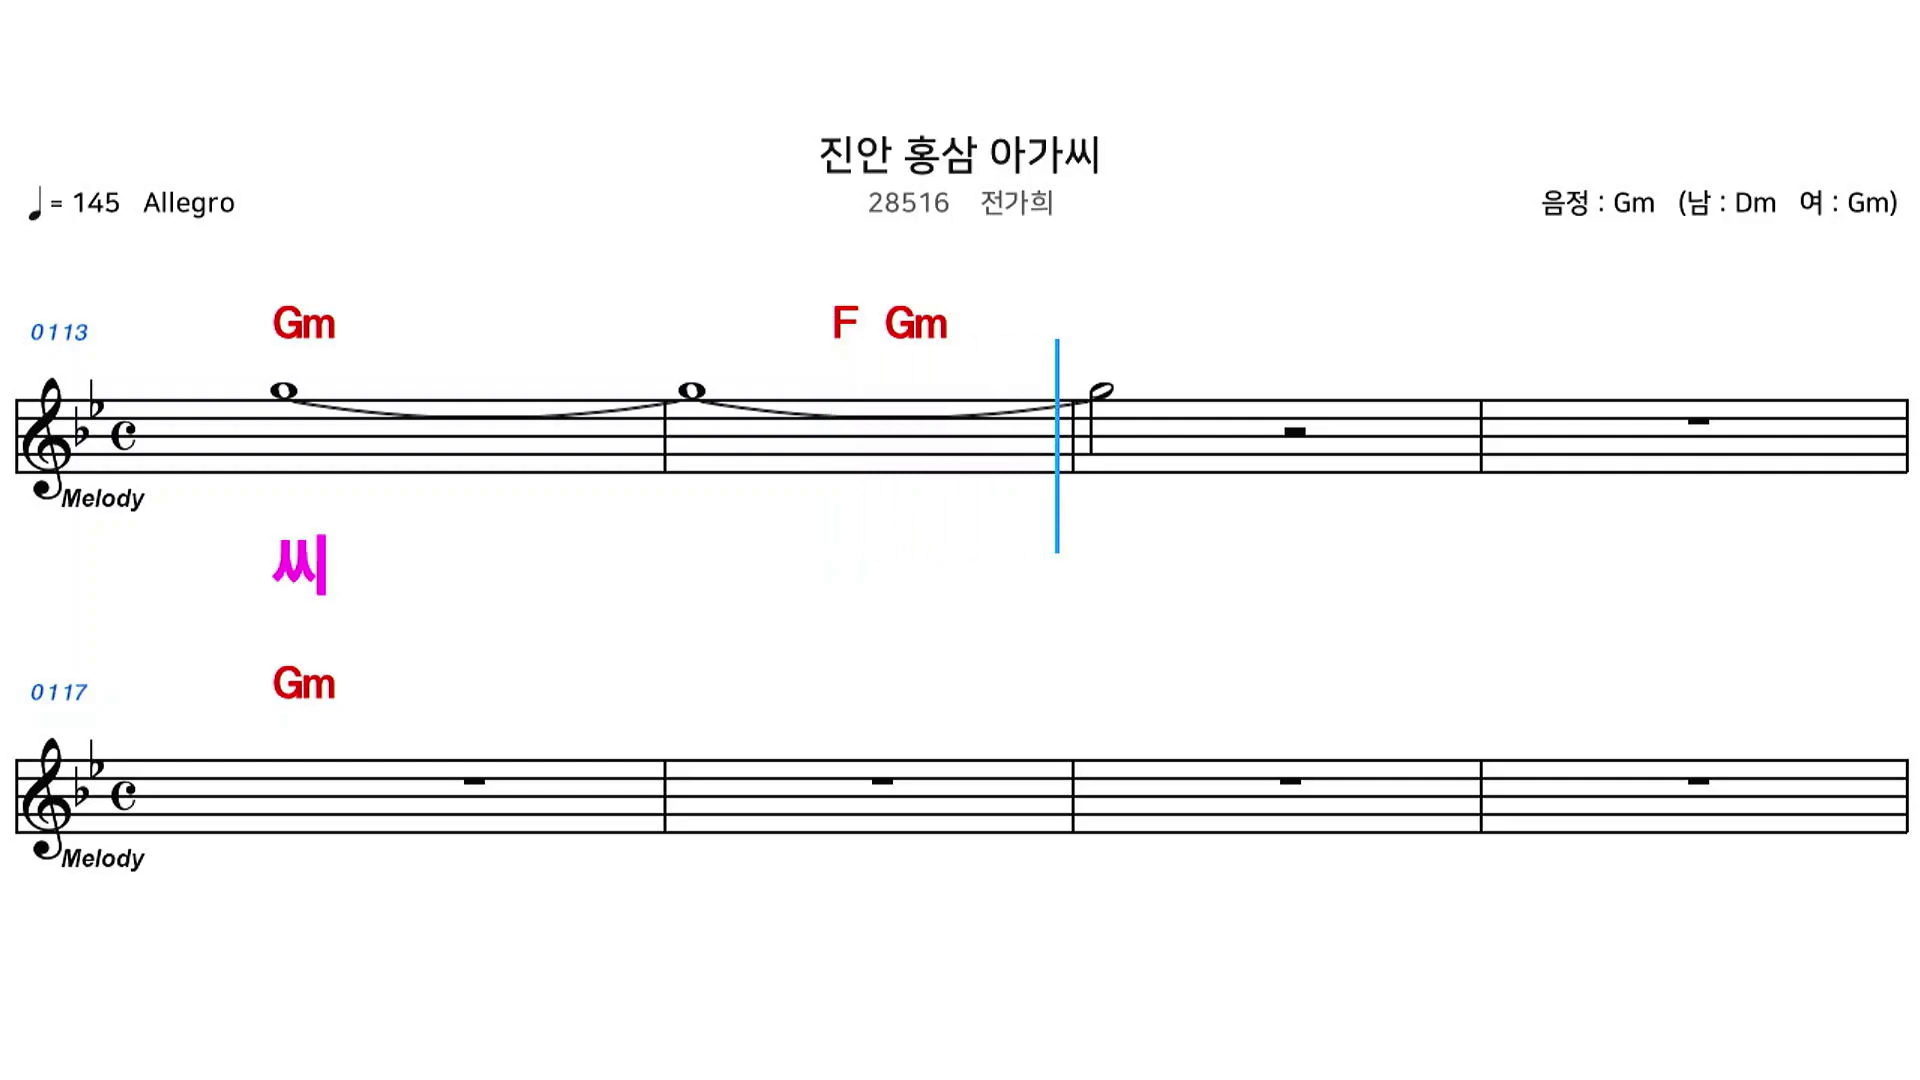 진안 홍삼 아가씨
♩ = 145 Allegro
28516 전가희
음정 : Gm (남 : Dm 여 : Gm)
0113 Gm F Gm
Melody
씨
0117 Gm
Melody